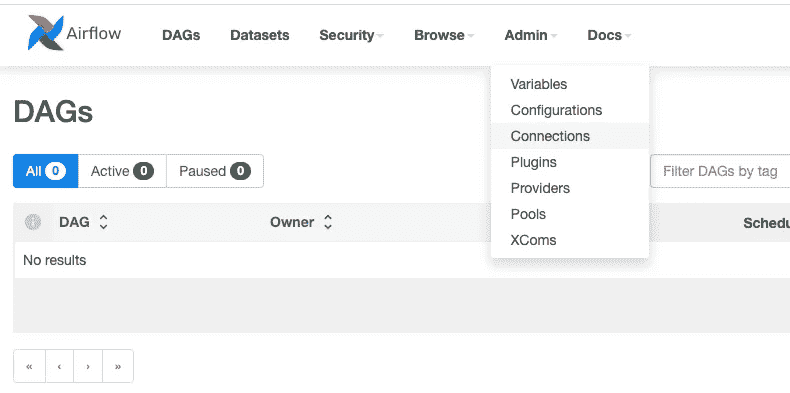 Airflow DAGs Datasets Security Browse Admin Docs
Variables
Configurations
Connections
Plugins
Providers
Pools
XComs
DAGs
All 0 Active 0 Paused 0 Filter DAGs by tag
DAG Owner Schedu
No results
« ‹ › »